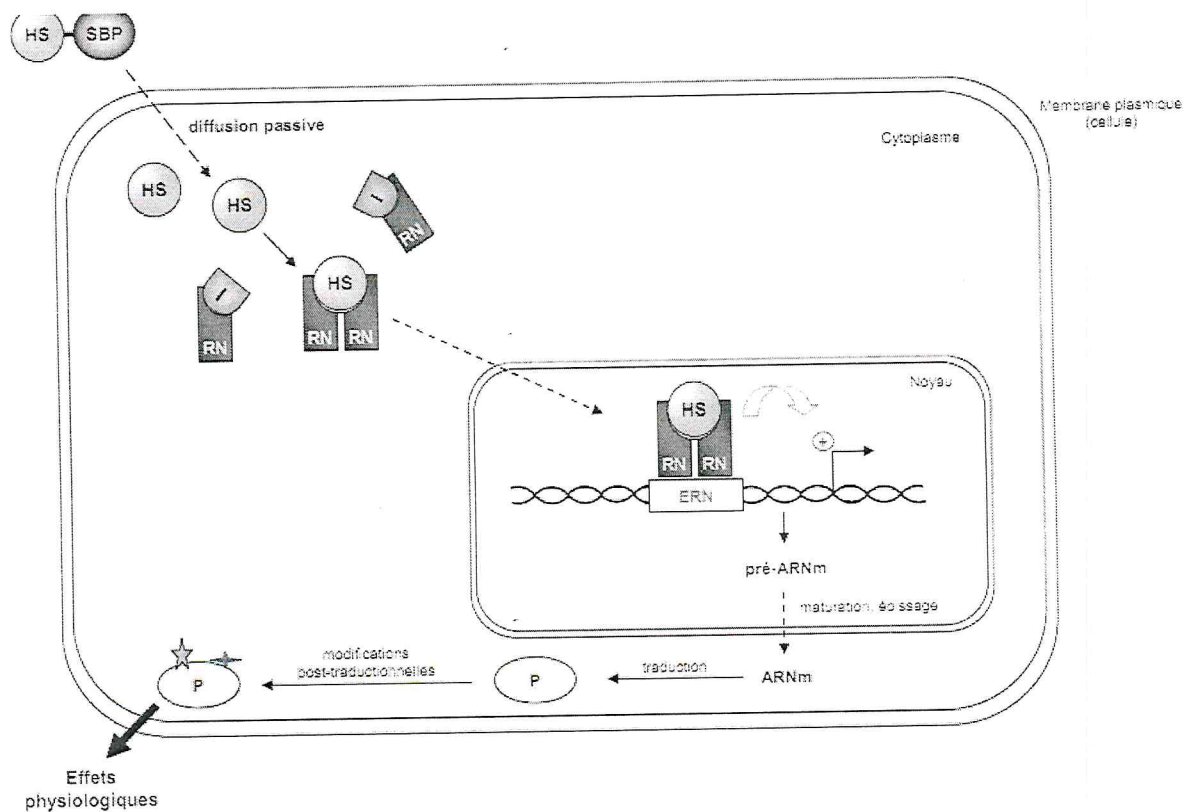 HS SBP
Membrane plasmique
(cellule)
diffusion passive
Cytoplasme
HS
HS
I
RN
HS
I
RN
RN RN
Noyau
HS
+
RN RN
ERN
pré-ARNm
maturation, épissage
modifications
post-traductionnelles
traduction
ARNm
P
P
Effets
physiologiques